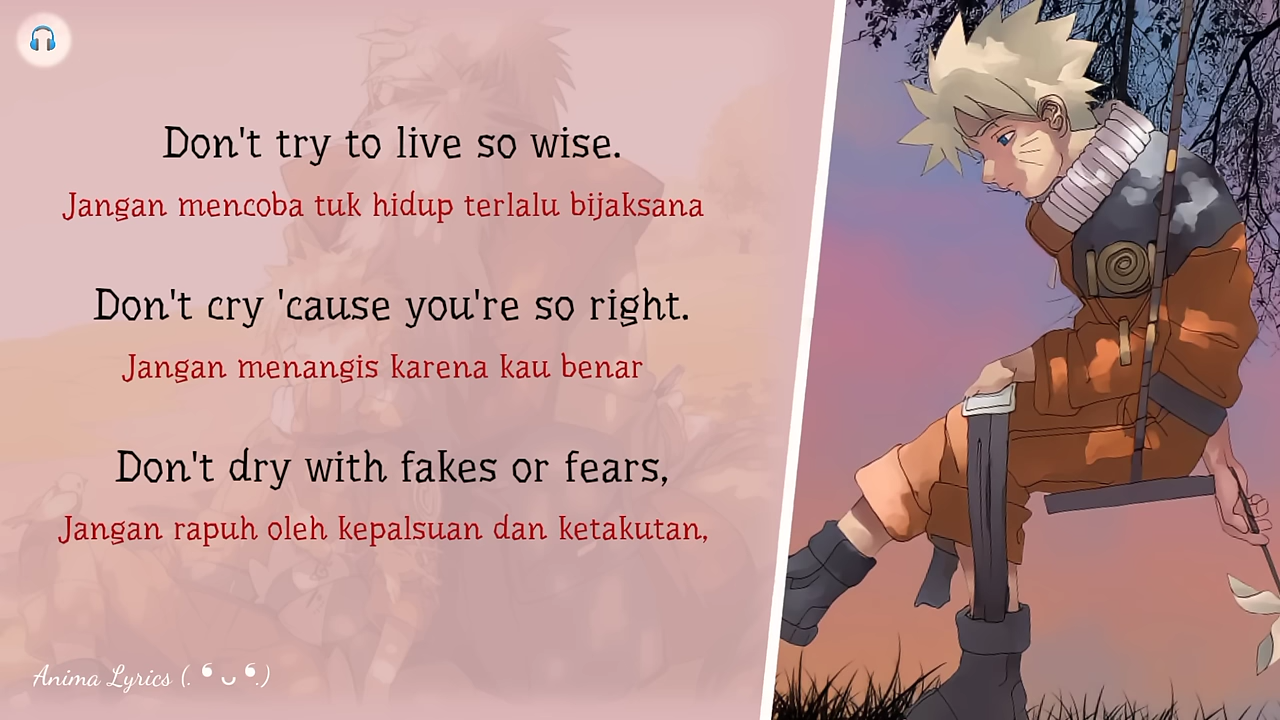 Don't try to live so wise.
Jangan mencoba tuk hidup terlalu bijaksana
Don't cry 'cause you're so right.
Jangan menangis karena kau benar
Don't dry with fakes or fears,
Jangan rapuh oleh kepalsuan dan ketakutan,
Anima Lyrics (. ❛ ᴗ ❛.)